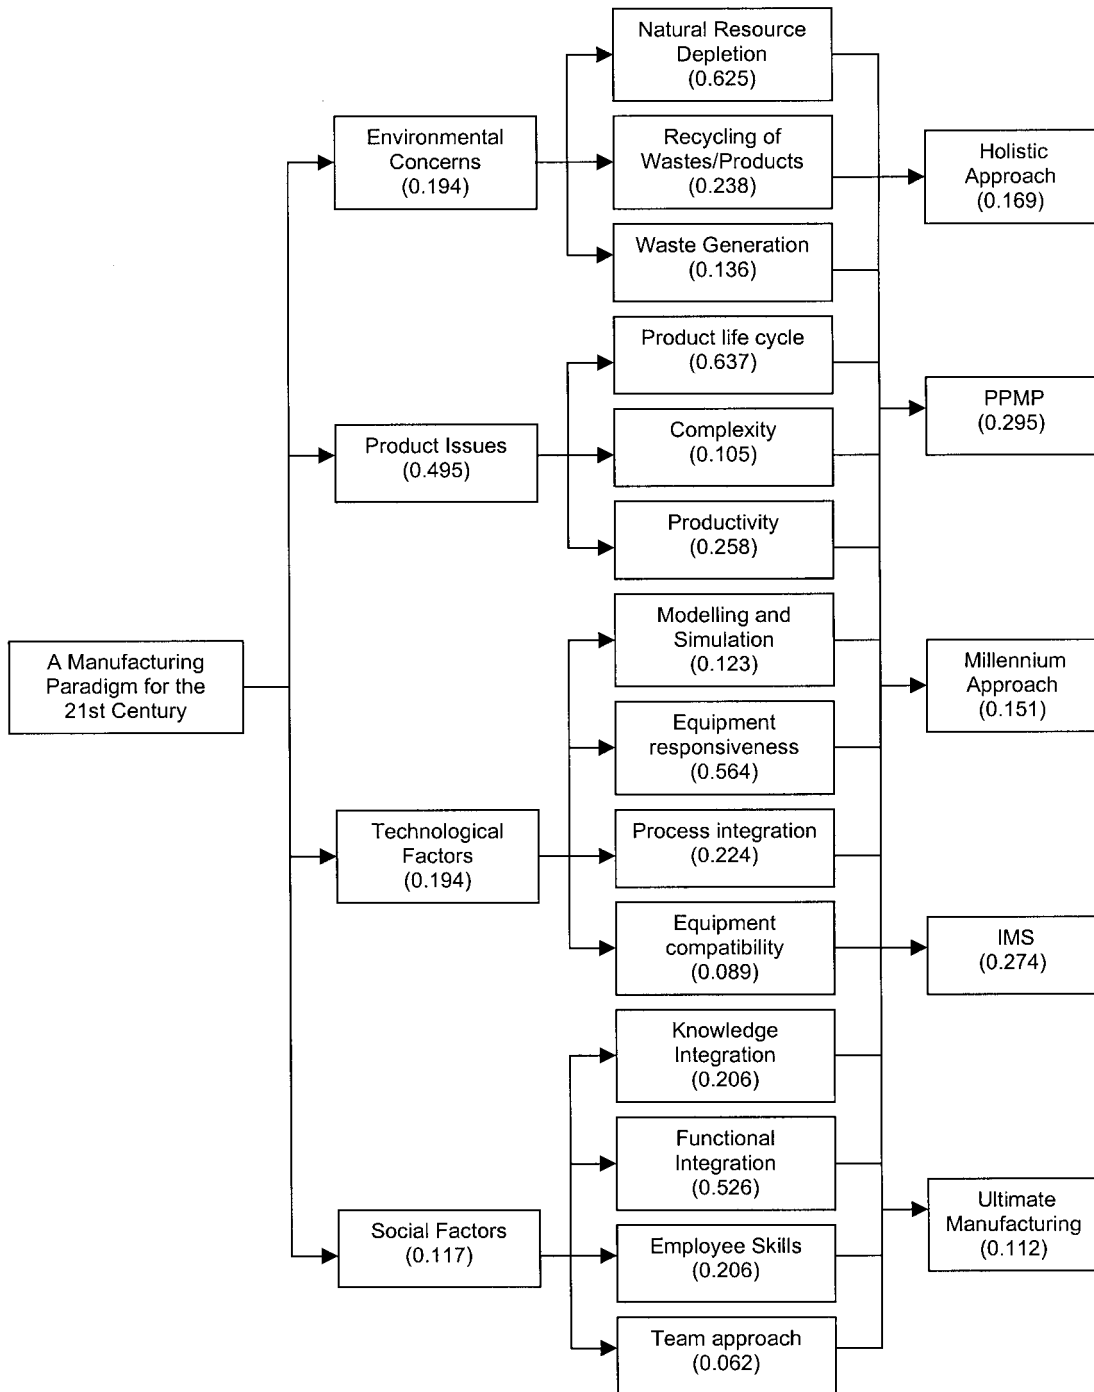 A Manufacturing
Paradigm for the
21st Century
Environmental
Concerns
(0.194)
Product Issues
(0.495)
Technological
Factors
(0.194)
Social Factors
(0.117)
Natural Resource
Depletion
(0.625)
Recycling of
Wastes/Products
(0.238)
Waste Generation
(0.136)
Product life cycle
(0.637)
Complexity
(0.105)
Productivity
(0.258)
Modelling and
Simulation
(0.123)
Equipment
responsiveness
(0.564)
Process integration
(0.224)
Equipment
compatibility
(0.089)
Knowledge
Integration
(0.206)
Functional
Integration
(0.526)
Employee Skills
(0.206)
Team approach
(0.062)
Holistic
Approach
(0.169)
PPMP
(0.295)
Millennium
Approach
(0.151)
IMS
(0.274)
Ultimate
Manufacturing
(0.112)